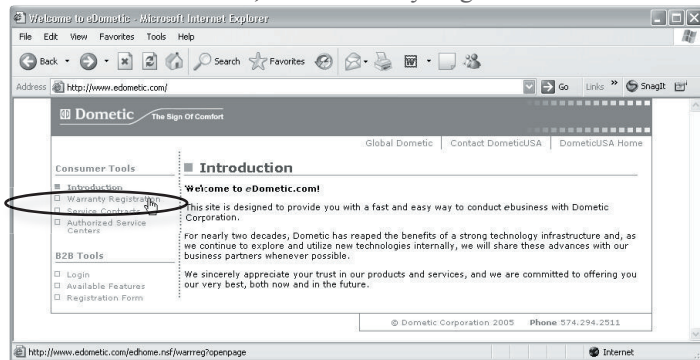 Welcome to eDometic - Microsoft Internet Explorer
File Edit View Favorites Tools Help
Back Search Favorites
Address http://www.edometic.com/ Go Links » SnagIt
Dometic The Sign Of Comfort
Global Dometic Contact DometicUSA DometicUSA Home
Consumer Tools
Introduction
Warranty Registration
Service Contracts
Authorized Service
Centers
B2B Tools
Login
Available Features
Registration Form
Introduction
Welcome to eDometic.com!
This site is designed to provide you with a fast and easy way to conduct ebusiness with Dometic
Corporation.
For nearly two decades, Dometic has reaped the benefits of a strong technology infrastructure and, as
we continue to explore and utilize new technologies internally, we will share these advances with our
business partners whenever possible.
We sincerely appreciate your trust in our products and services, and we are committed to offering you
our very best, both now and in the future.
© Dometic Corporation 2005 Phone 574.294.2511
http://www.edometic.com/edhome.nsf/warrreg?openpage Internet